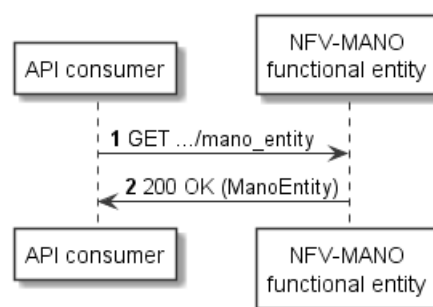 API consumer
NFV-MANO
functional entity
1 GET .../mano_entity
2 200 OK (ManoEntity)
API consumer
NFV-MANO
functional entity